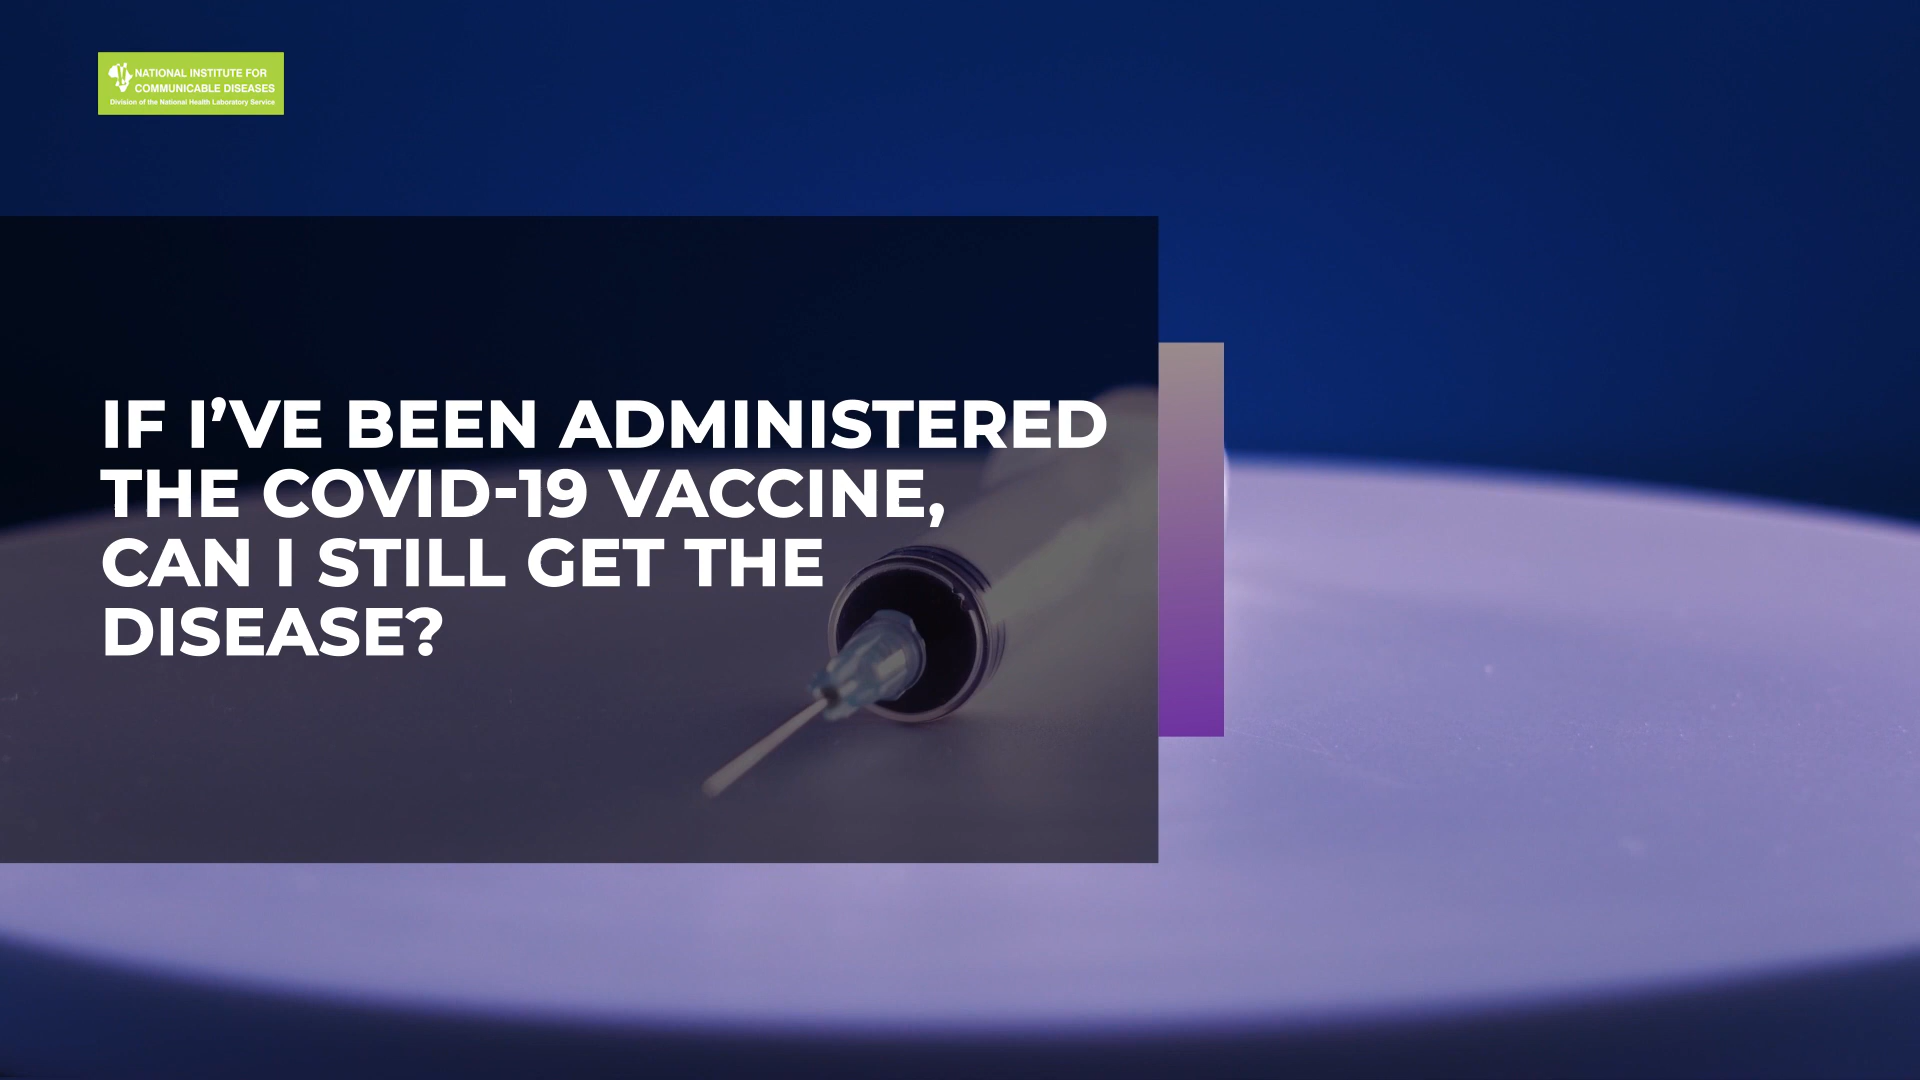 NATIONAL INSTITUTE FOR
COMMUNICABLE DISEASES
Division of the National Health Laboratory Service
IF I’VE BEEN ADMINISTERED
THE COVID-19 VACCINE,
CAN I STILL GET THE
DISEASE?